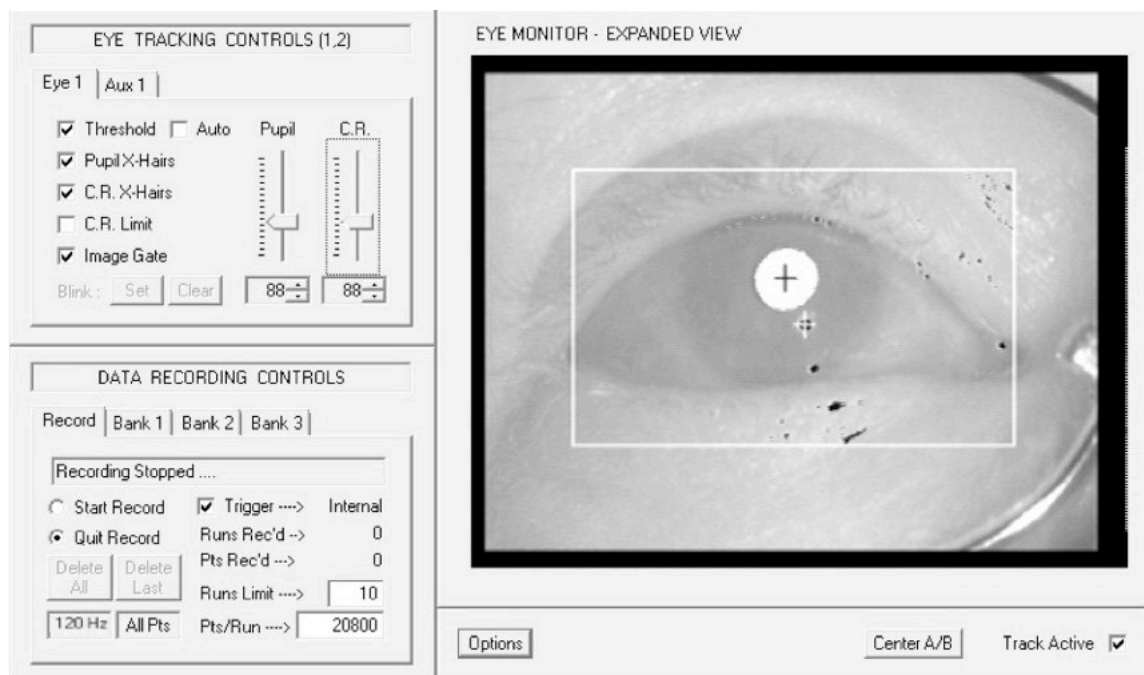 EYE TRACKING CONTROLS (1,2)
Eye 1 Aux 1
Threshold Auto Pupil C.R.
Pupil X-Hairs
C.R. X-Hairs
C.R. Limit
Image Gate
Blink : Set Clear 88 88
DATA RECORDING CONTROLS
Record Bank 1 Bank 2 Bank 3
Recording Stopped ....
Start Record Trigger ----> Internal
Quit Record Runs Rec'd --> 0
Delete All Delete Last Pts Rec'd ---> 0
Runs Limit ----> 10
120 Hz All Pts Pts/Run ----> 20800
EYE MONITOR - EXPANDED VIEW
Options Center A/B Track Active